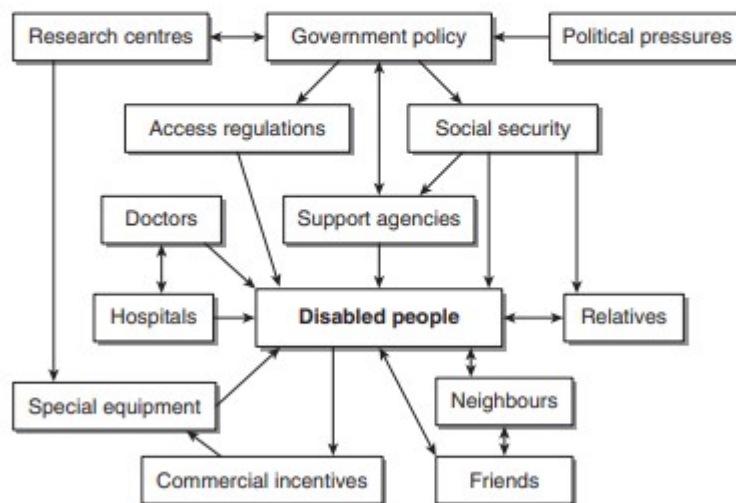 Research centres
Government policy
Political pressures
Access regulations
Social security
Doctors
Support agencies
Hospitals
Disabled people
Relatives
Special equipment
Neighbours
Commercial incentives
Friends